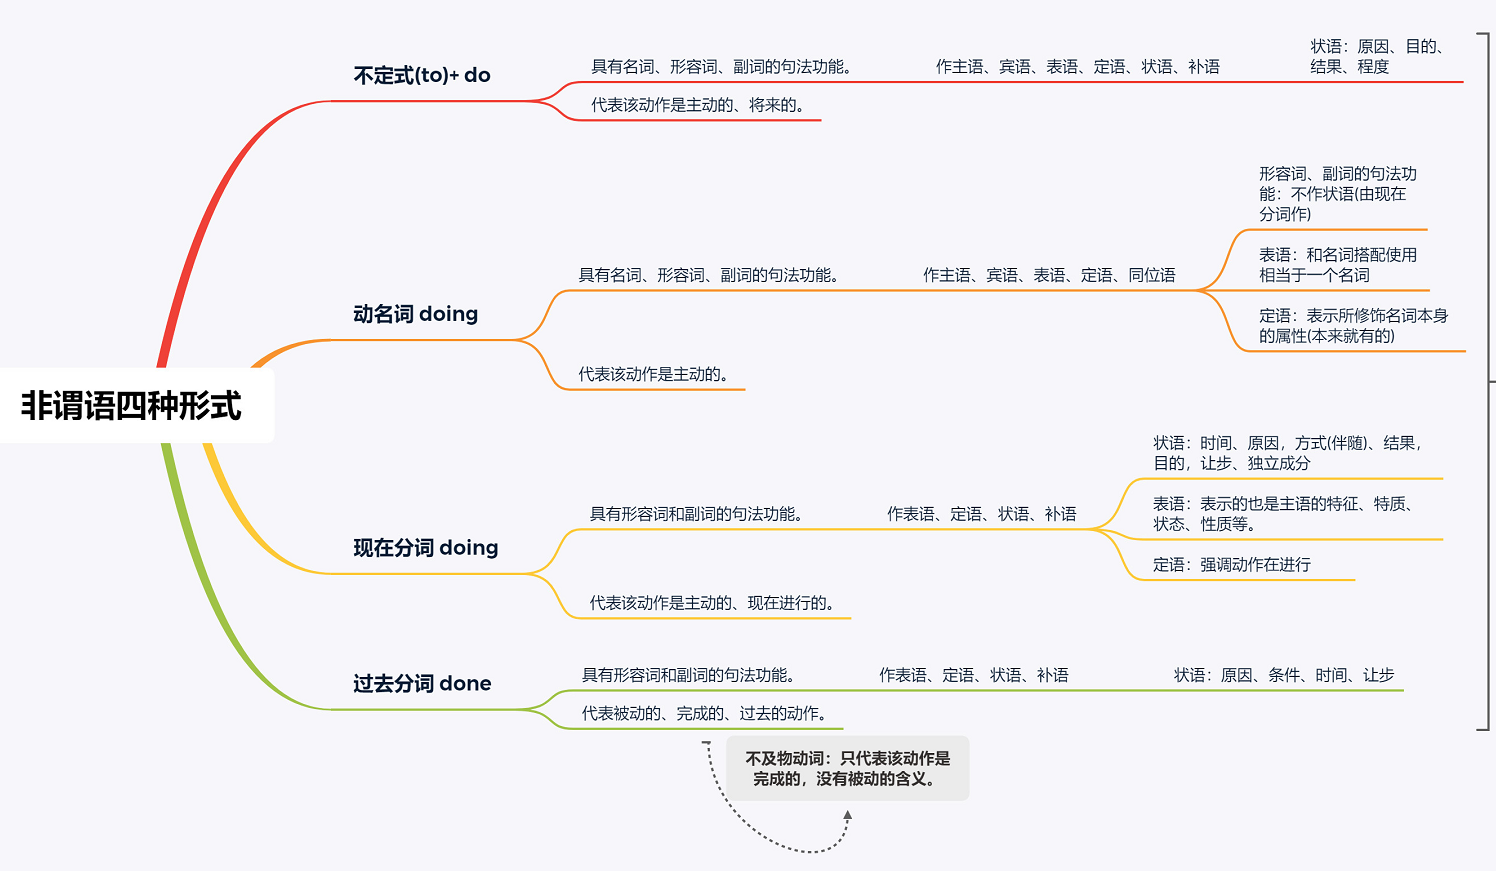 非谓语四种形式
不定式(to)+ do
具有名词、形容词、副词的句法功能。
作主语、宾语、表语、定语、状语、补语
状语：原因、目的、
结果、程度
代表该动作是主动的、将来的。
动名词 doing
具有名词、形容词、副词的句法功能。
作主语、宾语、表语、定语、同位语
形容词、副词的句法功
能：不作状语(由现在
分词作)
表语：和名词搭配使用
相当于一个名词
定语：表示所修饰名词本身
的属性(本来就有的)
代表该动作是主动的。
现在分词 doing
具有形容词和副词的句法功能。
作表语、定语、状语、补语
状语：时间、原因，方式(伴随)、结果，
目的，让步、独立成分
表语：表示的也是主语的特征、特质、
状态、性质等。
定语：强调动作在进行
代表该动作是主动的、现在进行的。
过去分词 done
具有形容词和副词的句法功能。
作表语、定语、状语、补语
状语：原因、条件、时间、让步
代表被动的、完成的、过去的动作。
不及物动词：只代表该动作是
完成的，没有被动的含义。